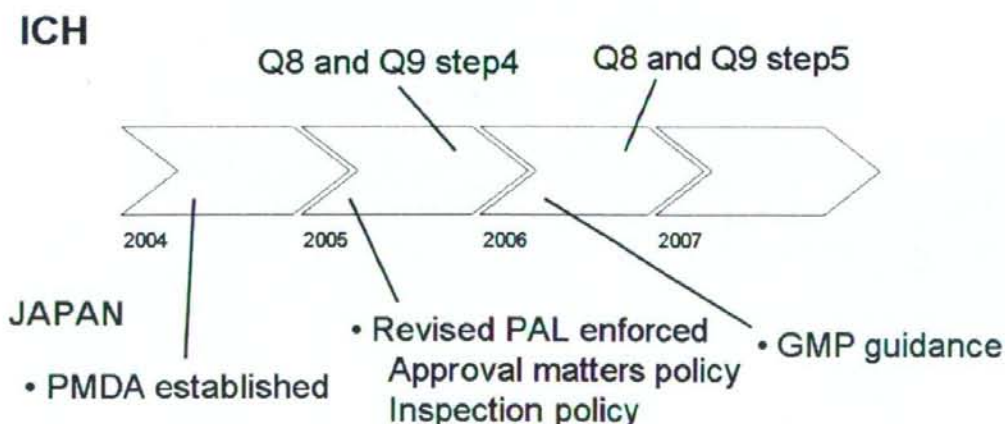 ICH
Q8 and Q9 step4
Q8 and Q9 step5
2004
2005
2006
2007
JAPAN
• PMDA established
• Revised PAL enforced
Approval matters policy
Inspection policy
• GMP guidance